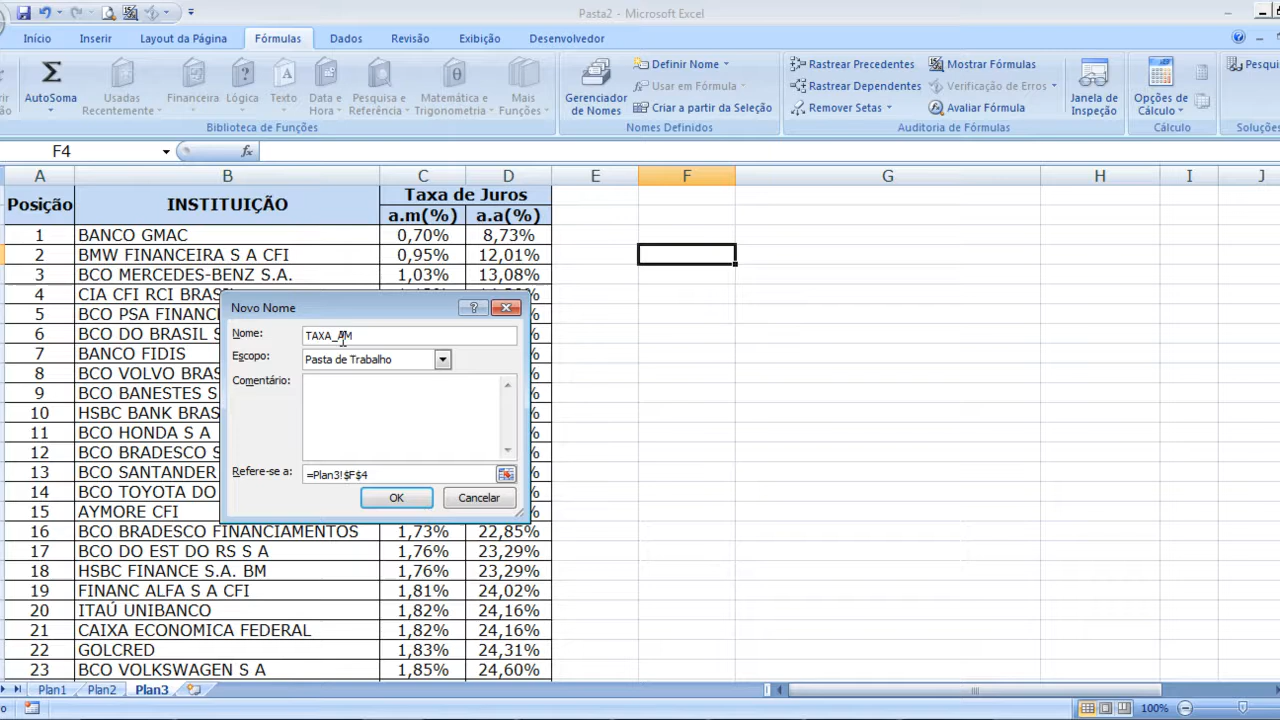 Pasta2 - Microsoft Excel
Início Inserir Layout da Página Fórmulas Dados Revisão Exibição Desenvolvedor
AutoSoma
Usadas Recentemente
Financeira
Lógica
Texto
Data e Hora
Pesquisa e Referência
Matemática e Trigonometria
Mais Funções
Biblioteca de Funções
Gerenciador de Nomes
Definir Nome
Usar em Fórmula
Criar a partir da Seleção
Nomes Definidos
Rastrear Precedentes
Rastrear Dependentes
Remover Setas
Mostrar Fórmulas
Verificação de Erros
Avaliar Fórmula
Auditoria de Fórmulas
Janela de Inspeção
Opções de Cálculo
Cálculo
Pesqui
Soluçõe
F4 fx
A B C D E F G H I J
Posição INSTITUIÇÃO Taxa de Juros
a.m(%) a.a(%)
1 BANCO GMAC 0,70% 8,73%
2 BMW FINANCEIRA S A CFI 0,95% 12,01%
3 BCO MERCEDES-BENZ S.A. 1,03% 13,08%
4 CIA CFI RCI BRAS
5 BCO PSA FINANC
6 BCO DO BRASIL S
7 BANCO FIDIS
8 BCO VOLVO BRAS
9 BCO BANESTES S
10 HSBC BANK BRAS
11 BCO HONDA S A
12 BCO BRADESCO S
13 BCO SANTANDER
14 BCO TOYOTA DO
15 AYMORE CFI
16 BCO BRADESCO FINANCIAMENTOS 1,73% 22,85%
17 BCO DO EST DO RS S A 1,76% 23,29%
18 HSBC FINANCE S.A. BM 1,76% 23,29%
19 FINANC ALFA S A CFI 1,81% 24,02%
20 ITAÚ UNIBANCO 1,82% 24,16%
21 CAIXA ECONOMICA FEDERAL 1,82% 24,16%
22 GOLCRED 1,83% 24,31%
23 BCO VOLKSWAGEN S A 1,85% 24,60%
Novo Nome
Nome: TAXA_AM
Escopo: Pasta de Trabalho
Comentário:
Refere-se a: =Plan3!$F$4
OK Cancelar
Plan1 Plan2 Plan3
100%